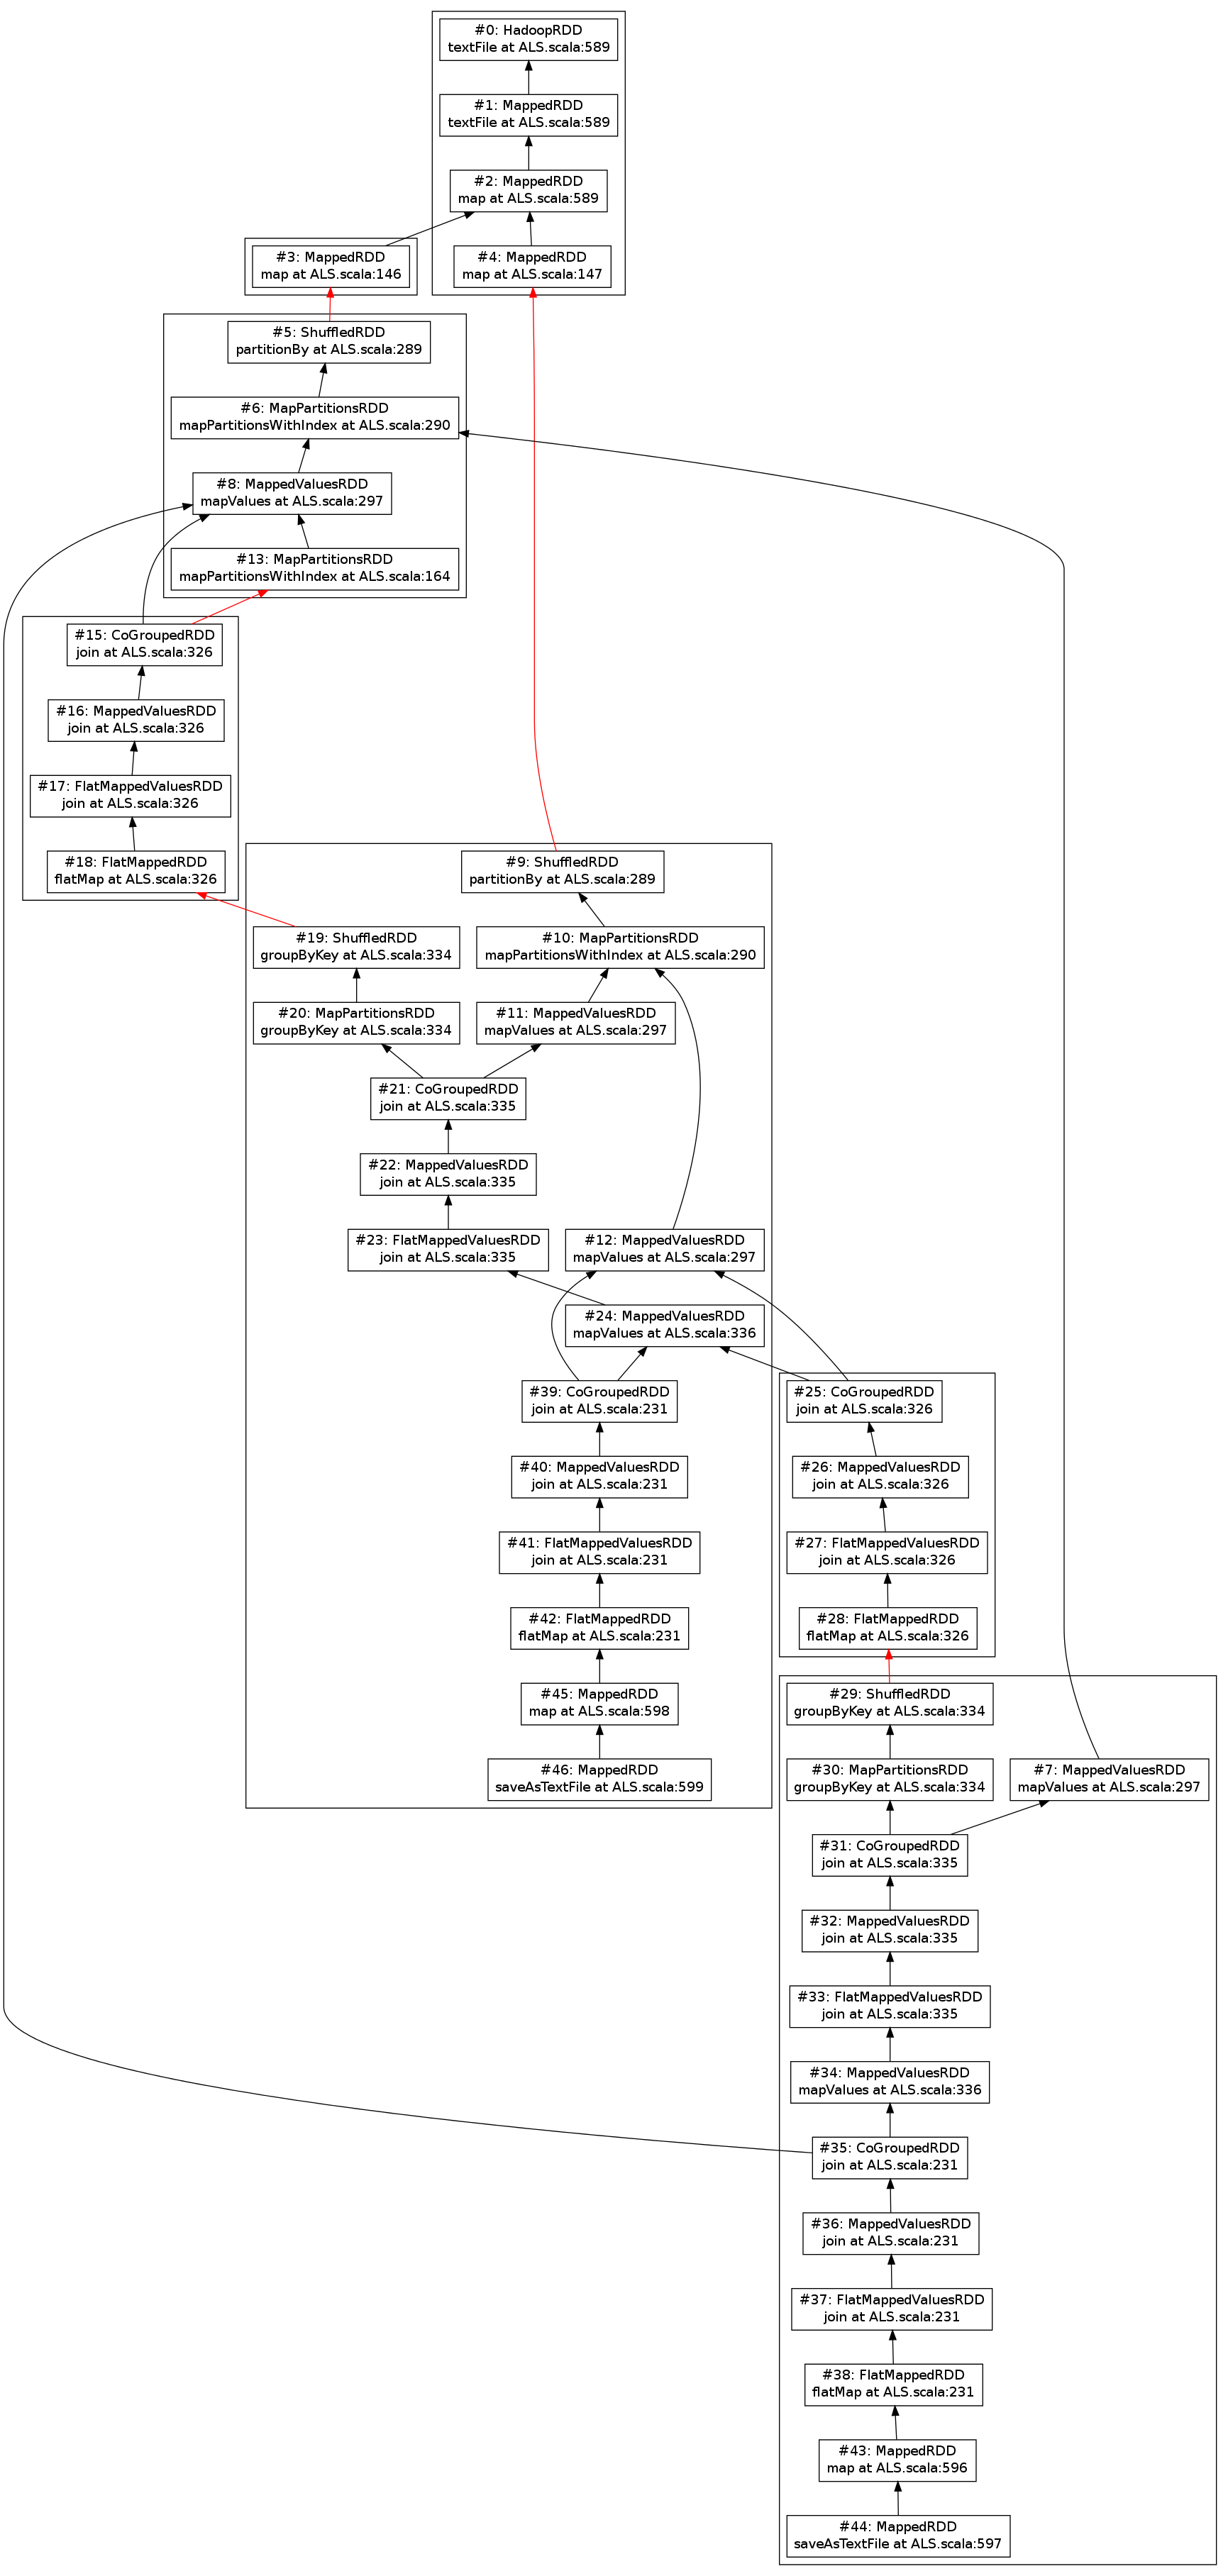 #0: HadoopRDD
textFile at ALS.scala:589
#1: MappedRDD
textFile at ALS.scala:589
#2: MappedRDD
map at ALS.scala:589
#3: MappedRDD
map at ALS.scala:146
#4: MappedRDD
map at ALS.scala:147
#5: ShuffledRDD
partitionBy at ALS.scala:289
#6: MapPartitionsRDD
mapPartitionsWithIndex at ALS.scala:290
#8: MappedValuesRDD
mapValues at ALS.scala:297
#13: MapPartitionsRDD
mapPartitionsWithIndex at ALS.scala:164
#15: CoGroupedRDD
join at ALS.scala:326
#16: MappedValuesRDD
join at ALS.scala:326
#17: FlatMappedValuesRDD
join at ALS.scala:326
#18: FlatMappedRDD
flatMap at ALS.scala:326
#9: ShuffledRDD
partitionBy at ALS.scala:289
#19: ShuffledRDD
groupByKey at ALS.scala:334
#10: MapPartitionsRDD
mapPartitionsWithIndex at ALS.scala:290
#20: MapPartitionsRDD
groupByKey at ALS.scala:334
#11: MappedValuesRDD
mapValues at ALS.scala:297
#21: CoGroupedRDD
join at ALS.scala:335
#22: MappedValuesRDD
join at ALS.scala:335
#23: FlatMappedValuesRDD
join at ALS.scala:335
#12: MappedValuesRDD
mapValues at ALS.scala:297
#24: MappedValuesRDD
mapValues at ALS.scala:336
#39: CoGroupedRDD
join at ALS.scala:231
#25: CoGroupedRDD
join at ALS.scala:326
#40: MappedValuesRDD
join at ALS.scala:231
#26: MappedValuesRDD
join at ALS.scala:326
#41: FlatMappedValuesRDD
join at ALS.scala:231
#27: FlatMappedValuesRDD
join at ALS.scala:326
#42: FlatMappedRDD
flatMap at ALS.scala:231
#28: FlatMappedRDD
flatMap at ALS.scala:326
#45: MappedRDD
map at ALS.scala:598
#29: ShuffledRDD
groupByKey at ALS.scala:334
#46: MappedRDD
saveAsTextFile at ALS.scala:599
#30: MapPartitionsRDD
groupByKey at ALS.scala:334
#7: MappedValuesRDD
mapValues at ALS.scala:297
#31: CoGroupedRDD
join at ALS.scala:335
#32: MappedValuesRDD
join at ALS.scala:335
#33: FlatMappedValuesRDD
join at ALS.scala:335
#34: MappedValuesRDD
mapValues at ALS.scala:336
#35: CoGroupedRDD
join at ALS.scala:231
#36: MappedValuesRDD
join at ALS.scala:231
#37: FlatMappedValuesRDD
join at ALS.scala:231
#38: FlatMappedRDD
flatMap at ALS.scala:231
#43: MappedRDD
map at ALS.scala:596
#44: MappedRDD
saveAsTextFile at ALS.scala:597